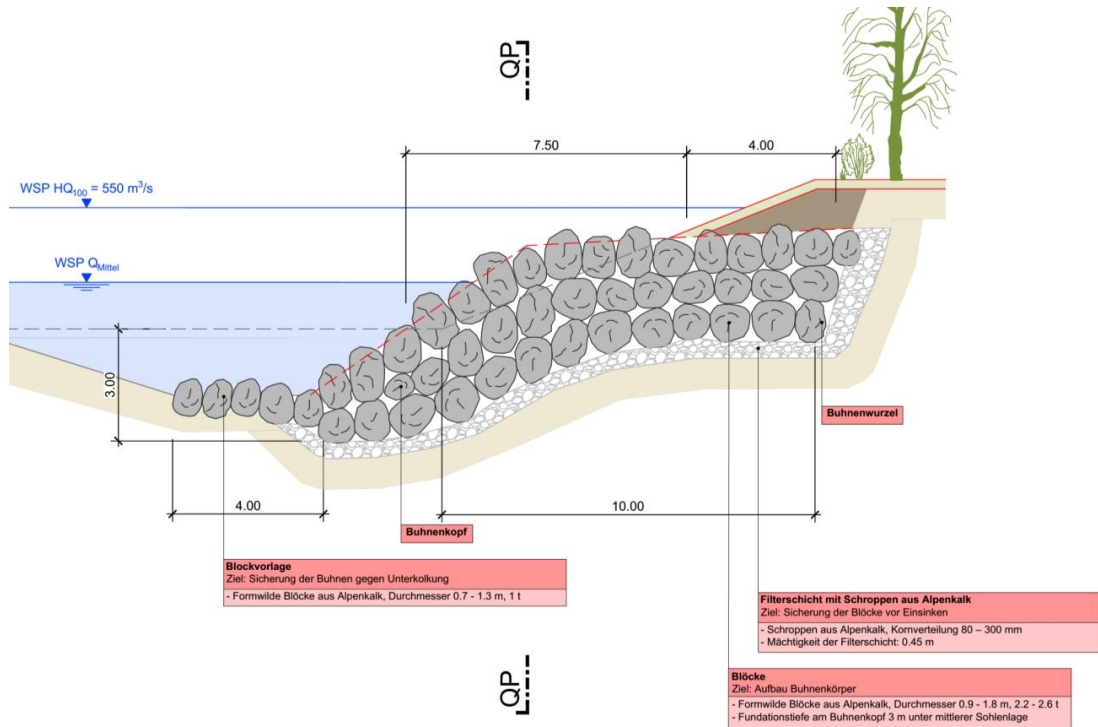 QP
7.50
4.00
WSP HQ100 = 550 m³/s
WSP QMittel
3.00
Buhnenwurzel
4.00
10.00
Buhnenkopf
Blockvorlage
Ziel: Sicherung der Buhnen gegen Unterkolkung
- Formwilde Blöcke aus Alpenkalk, Durchmesser 0.7 - 1.3 m, 1 t
Filterschicht mit Schroppen aus Alpenkalk
Ziel: Sicherung der Blöcke vor Einsinken
- Schroppen aus Alpenkalk, Kornverteilung 80 – 300 mm
- Mächtigkeit der Filterschicht: 0.45 m
QP
Blöcke
Ziel: Aufbau Buhnenkörper
- Formwilde Blöcke aus Alpenkalk, Durchmesser 0.9 - 1.8 m, 2.2 - 2.6 t
- Fundationstiefe am Buhnenkopf 3 m unter mittlerer Sohlenlage